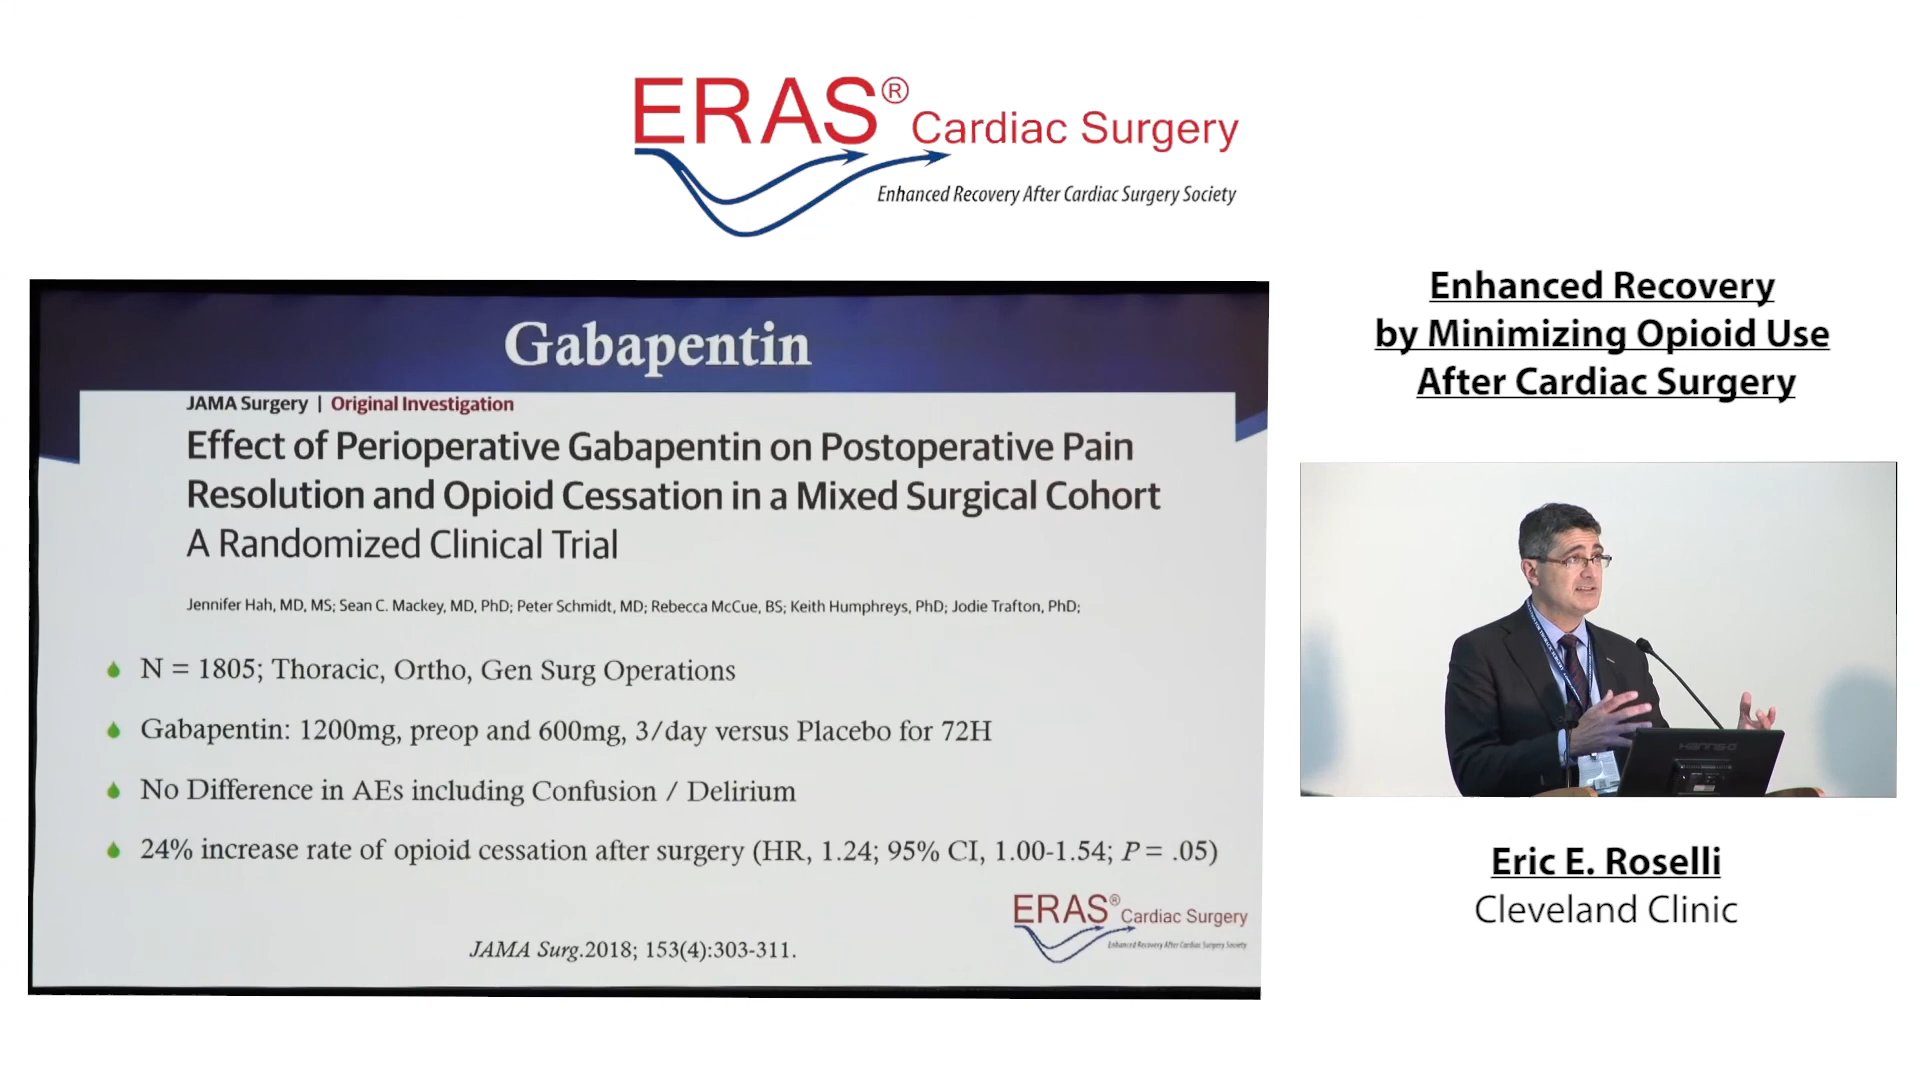 ERAS® Cardiac Surgery
Enhanced Recovery After Cardiac Surgery Society
Gabapentin
JAMA Surgery | Original Investigation
Effect of Perioperative Gabapentin on Postoperative Pain
Resolution and Opioid Cessation in a Mixed Surgical Cohort
A Randomized Clinical Trial
Jennifer Hah, MD, MS; Sean C. Mackey, MD, PhD; Peter Schmidt, MD; Rebecca McCue, BS; Keith Humphreys, PhD; Jodie Trafton, PhD;
N = 1805; Thoracic, Ortho, Gen Surg Operations
Gabapentin: 1200mg, preop and 600mg, 3/day versus Placebo for 72H
No Difference in AEs including Confusion / Delirium
24% increase rate of opioid cessation after surgery (HR, 1.24; 95% CI, 1.00-1.54; P = .05)
JAMA Surg.2018; 153(4):303-311.
ERAS® Cardiac Surgery
Enhanced Recovery After Cardiac Surgery Society
Enhanced Recovery
by Minimizing Opioid Use
After Cardiac Surgery
Eric E. Roselli
Cleveland Clinic